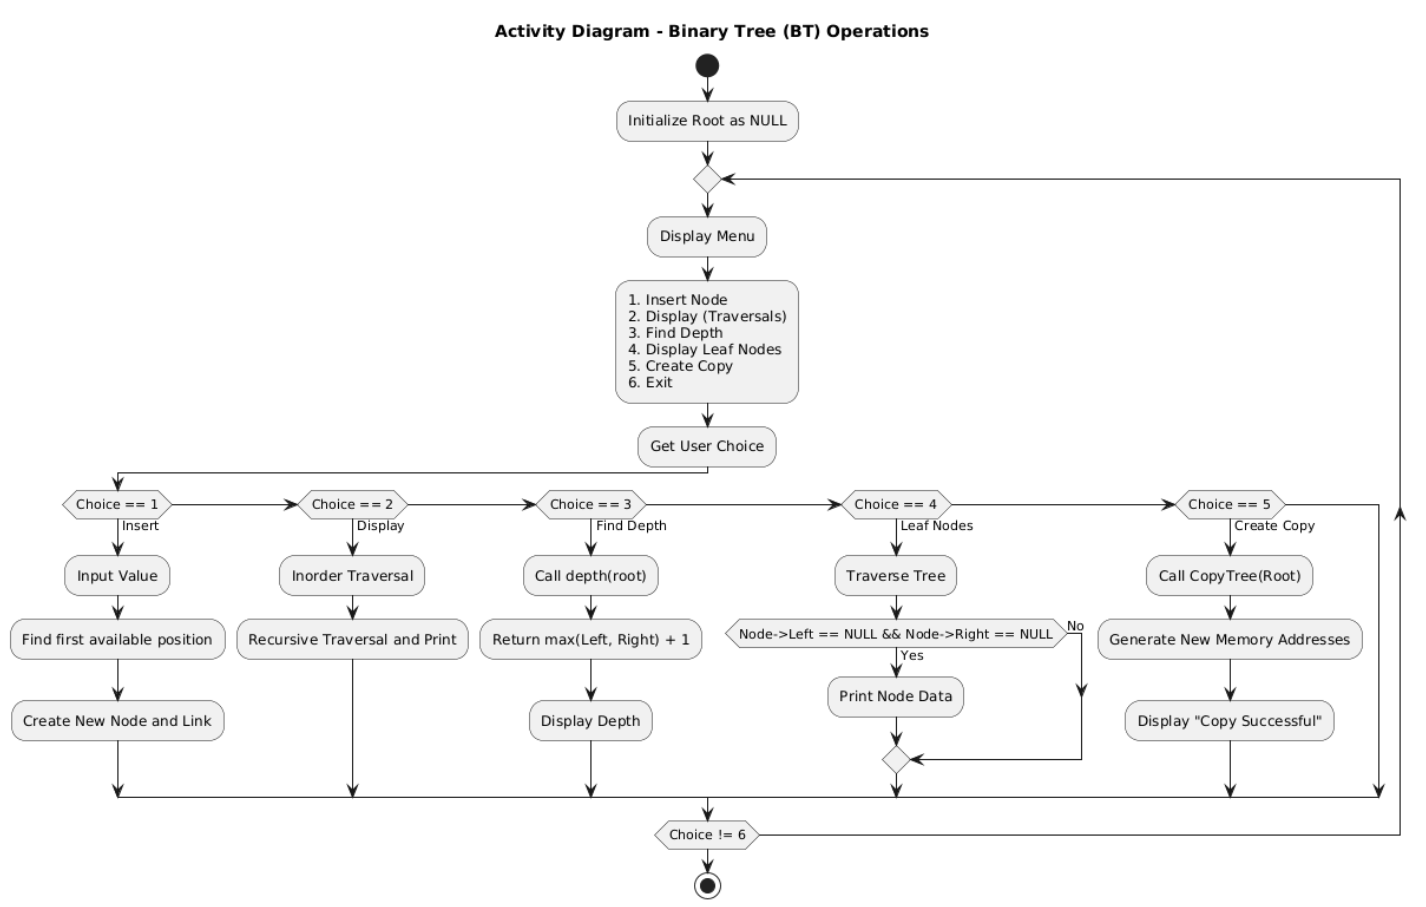 Activity Diagram - Binary Tree (BT) Operations
Initialize Root as NULL
Display Menu
1. Insert Node
2. Display (Traversals)
3. Find Depth
4. Display Leaf Nodes
5. Create Copy
6. Exit
Get User Choice
Choice == 1
Insert
Input Value
Find first available position
Create New Node and Link
Choice == 2
Display
Inorder Traversal
Recursive Traversal and Print
Choice == 3
Find Depth
Call depth(root)
Return max(Left, Right) + 1
Display Depth
Choice == 4
Leaf Nodes
Traverse Tree
Node->Left == NULL && Node->Right == NULL
No
Yes
Print Node Data
Choice == 5
Create Copy
Call CopyTree(Root)
Generate New Memory Addresses
Display "Copy Successful"
Choice != 6